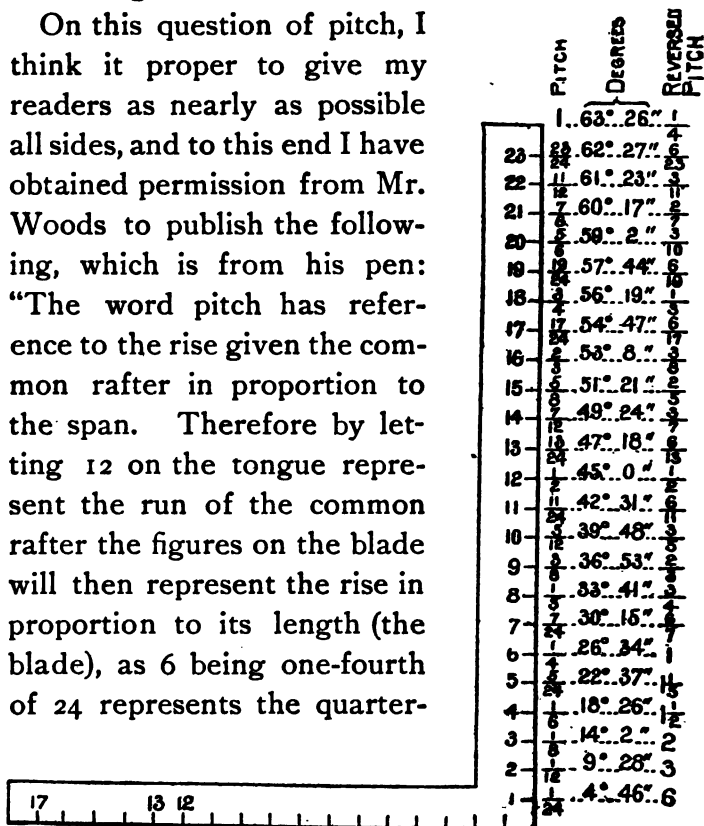 On this question of pitch, I
think it proper to give my
readers as nearly as possible
all sides, and to this end I have
obtained permission from Mr.
Woods to publish the follow-
ing, which is from his pen:
“The word pitch has refer-
ence to the rise given the com-
mon rafter in proportion to
the span. Therefore by let-
ting 12 on the tongue repre-
sent the run of the common
rafter the figures on the blade
will then represent the rise in
proportion to its length (the
blade), as 6 being one-fourth
of 24 represents the quarter-
PITCH DEGREES REVERSED PITCH
1 63° 26" 1/4
23 23/24 62° 27" 6/23
22 11/12 61° 23" 3/11
21 7/8 60° 17" 2/7
20 5/6 59° 2" 3/10
19 19/24 57° 44" 6/19
18 3/4 56° 19" 1/3
17 17/24 54° 47" 6/17
16 2/3 53° 8" 3/8
15 5/8 51° 21" 2/5
14 7/12 49° 24" 3/7
13 13/24 47° 18" 6/13
12 1/2 45° 0" 1/2
11 11/24 42° 31" 6/11
10 5/12 39° 48" 3/5
9 3/8 36° 53" 2/3
8 1/3 33° 41" 3/4
7 7/24 30° 15" 6/7
6 1/4 26° 34" 1
5 5/24 22° 37" 1 1/5
4 1/6 18° 26" 1 1/2
3 1/8 14° 2" 2
2 1/12 9° 28" 3
1 1/24 4° 46" 6
17 13 12